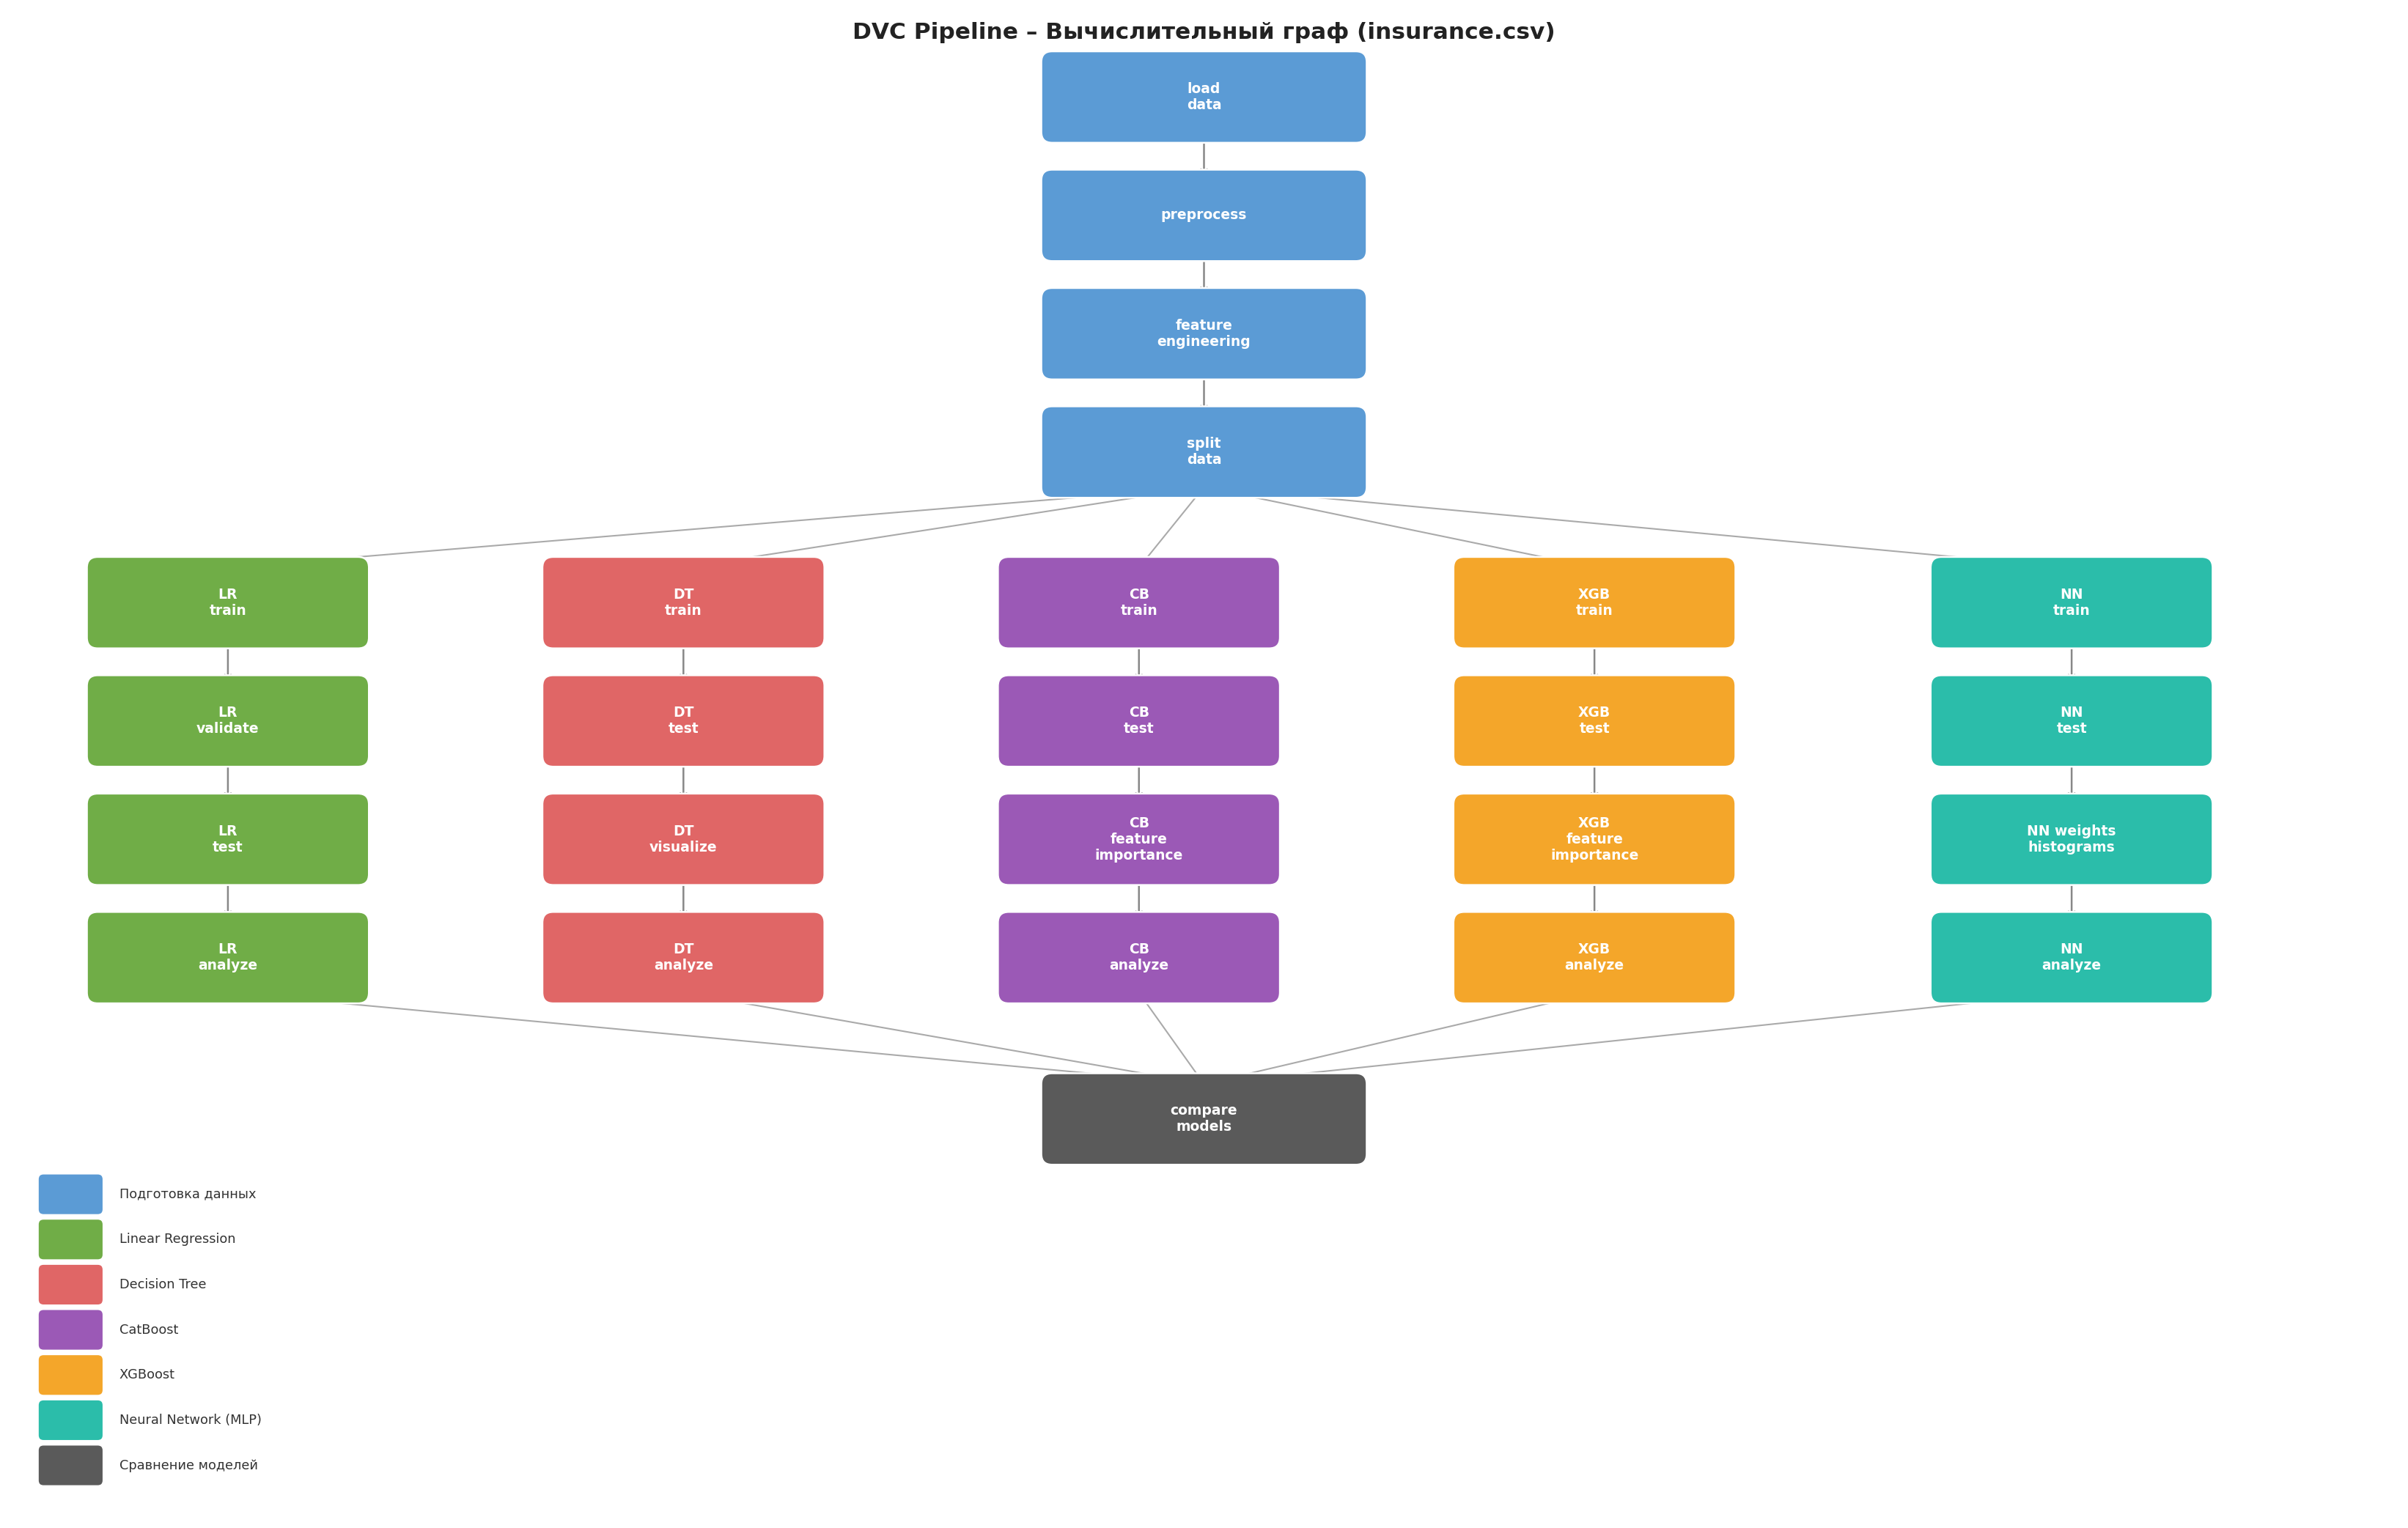 DVC Pipeline – Вычислительный граф (insurance.csv)
load
data
preprocess
feature
engineering
split
data
LR
train
DT
train
CB
train
XGB
train
NN
train
LR
validate
DT
test
CB
test
XGB
test
NN
test
LR
test
DT
visualize
CB
feature
importance
XGB
feature
importance
NN weights
histograms
LR
analyze
DT
analyze
CB
analyze
XGB
analyze
NN
analyze
compare
models
Подготовка данных
Linear Regression
Decision Tree
CatBoost
XGBoost
Neural Network (MLP)
Сравнение моделей